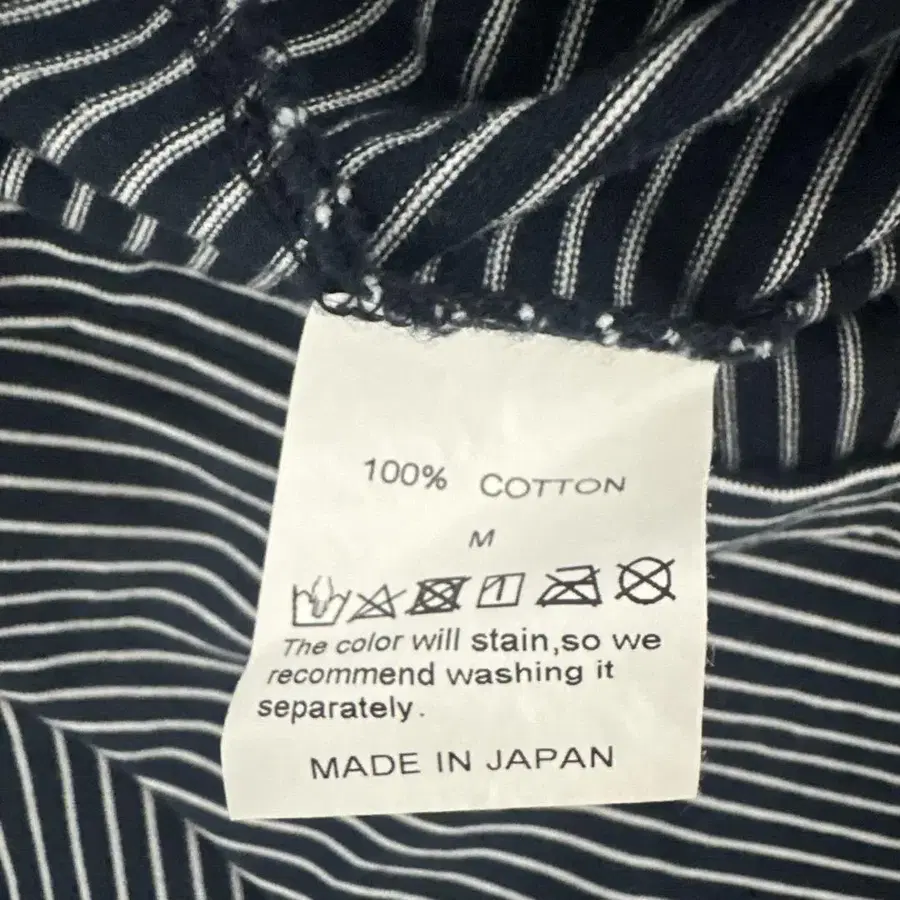 100% COTTON
M
The color will stain,so we
recommend washing it
separately.
MADE IN JAPAN